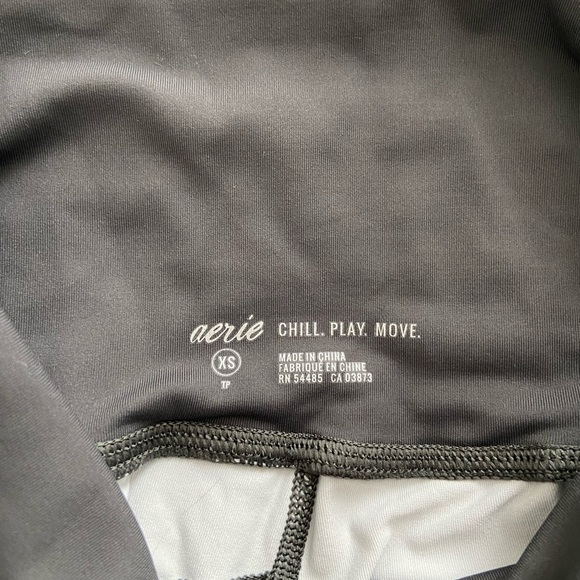 aerie CHILL. PLAY. MOVE.
XS
TP
MADE IN CHINA
FABRIQUÉ EN CHINE
RN 54485 CA 03873